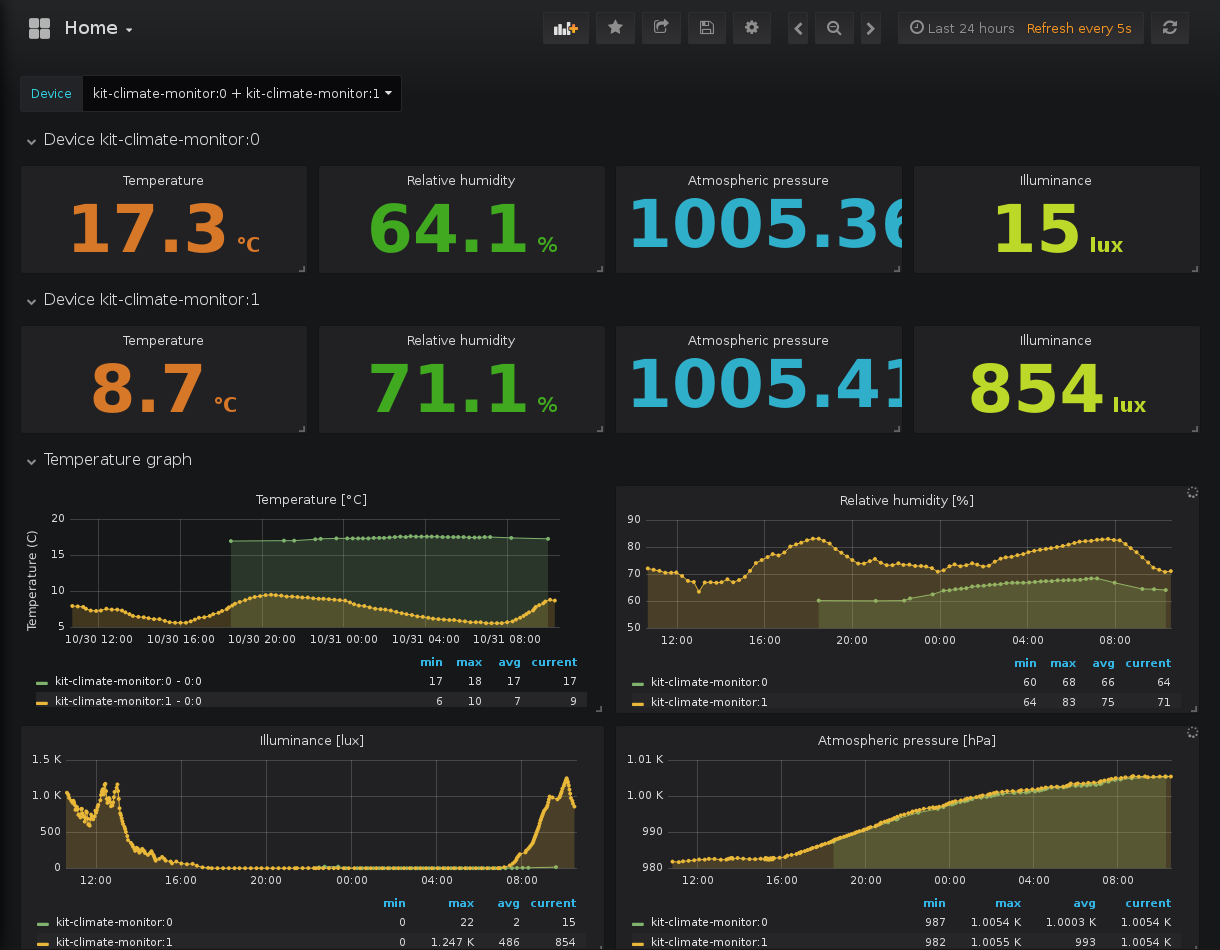 Home
Last 24 hours Refresh every 5s
Device kit-climate-monitor:0 + kit-climate-monitor:1
Device kit-climate-monitor:0
Temperature Relative humidity Atmospheric pressure Illuminance
17.3 °C 64.1 % 1005.36 15 lux
Device kit-climate-monitor:1
Temperature Relative humidity Atmospheric pressure Illuminance
8.7 °C 71.1 % 1005.41 854 lux
Temperature graph
Temperature [°C]
Temperature (C)
20
15
10
5
10/30 12:00 10/30 16:00 10/30 20:00 10/31 00:00 10/31 04:00 10/31 08:00
min max avg current
kit-climate-monitor:0 - 0:0 17 18 17 17
kit-climate-monitor:1 - 0:0 6 10 7 9
Relative humidity [%]
90
80
70
60
50
12:00 16:00 20:00 00:00 04:00 08:00
min max avg current
kit-climate-monitor:0 60 68 66 64
kit-climate-monitor:1 64 83 75 71
Illuminance [lux]
1.5 K
1.0 K
500
0
12:00 16:00 20:00 00:00 04:00 08:00
min max avg current
kit-climate-monitor:0 0 22 2 15
kit-climate-monitor:1 0 1.247 K 486 854
Atmospheric pressure [hPa]
1.01 K
1.00 K
990
980
12:00 16:00 20:00 00:00 04:00 08:00
min max avg current
kit-climate-monitor:0 987 1.0054 K 1.0003 K 1.0054 K
kit-climate-monitor:1 982 1.0055 K 993 1.0054 K